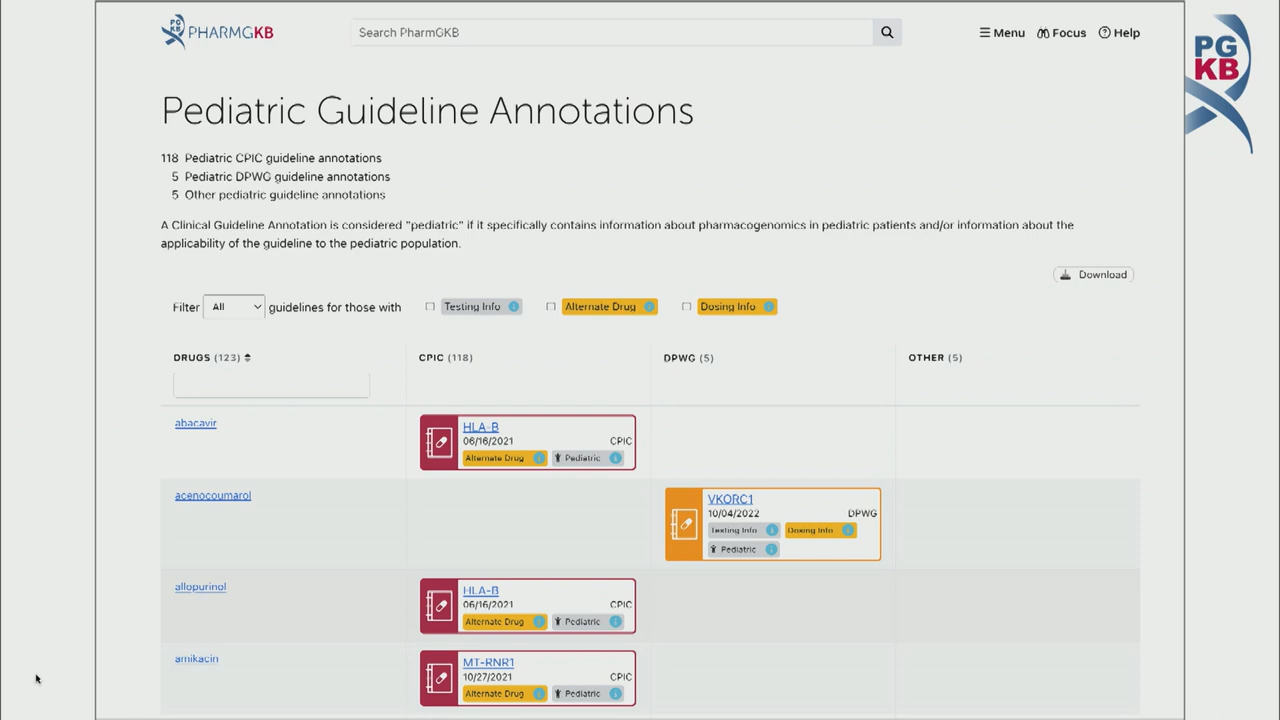 PG
KB
PHARMGKB
Search PharmGKB
Menu
Focus
Help
PG
KB
Pediatric Guideline Annotations
118 Pediatric CPIC guideline annotations
5 Pediatric DPWG guideline annotations
5 Other pediatric guideline annotations
A Clinical Guideline Annotation is considered "pediatric" if it specifically contains information about pharmacogenomics in pediatric patients and/or information about the
applicability of the guideline to the pediatric population.
Download
Filter All guidelines for those with Testing Info Alternate Drug Dosing Info
DRUGS (123) CPIC (118) DPWG (5) OTHER (5)
abacavir
HLA-B
06/16/2021 CPIC
Alternate Drug Pediatric
acenocoumarol
VKORC1
10/04/2022 DPWG
Testing Info Dosing Info
Pediatric
allopurinol
HLA-B
06/16/2021 CPIC
Alternate Drug Pediatric
amikacin
MT-RNR1
10/27/2021 CPIC
Alternate Drug Pediatric